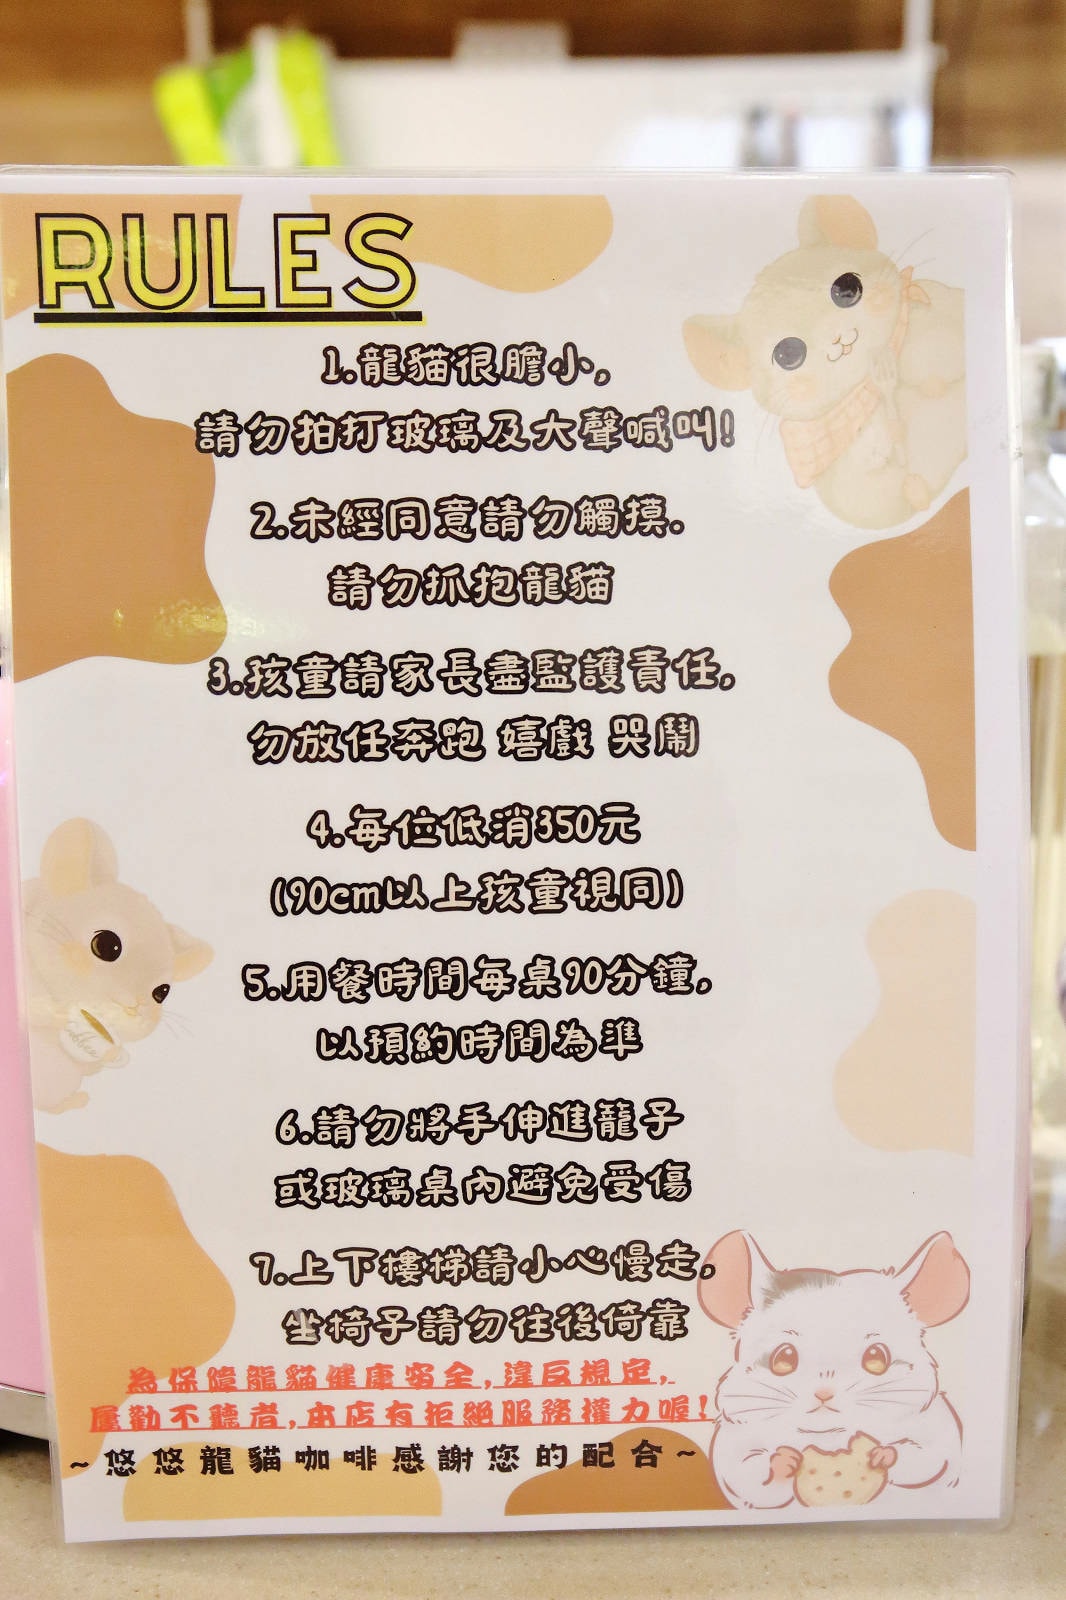 RULES
1.龍貓很膽小,
請勿拍打玻璃及大聲喊叫!
2.未經同意請勿觸摸.
請勿抓抱龍貓
3.孩童請家長盡監護責任,
勿放任奔跑 嬉戲 哭鬧
4.每位低消350元
(90cm以上孩童視同)
5.用餐時間每桌90分鐘,
以預約時間為準
6.請勿將手伸進籠子
或玻璃桌內避免受傷
7.上下樓梯請小心慢走,
坐椅子請勿往後倚靠
為保障龍貓健康安全,違反規定,
屢勸不聽者,本店有拒絕服務權力喔!
~悠悠龍貓咖啡感謝您的配合~
Coffee